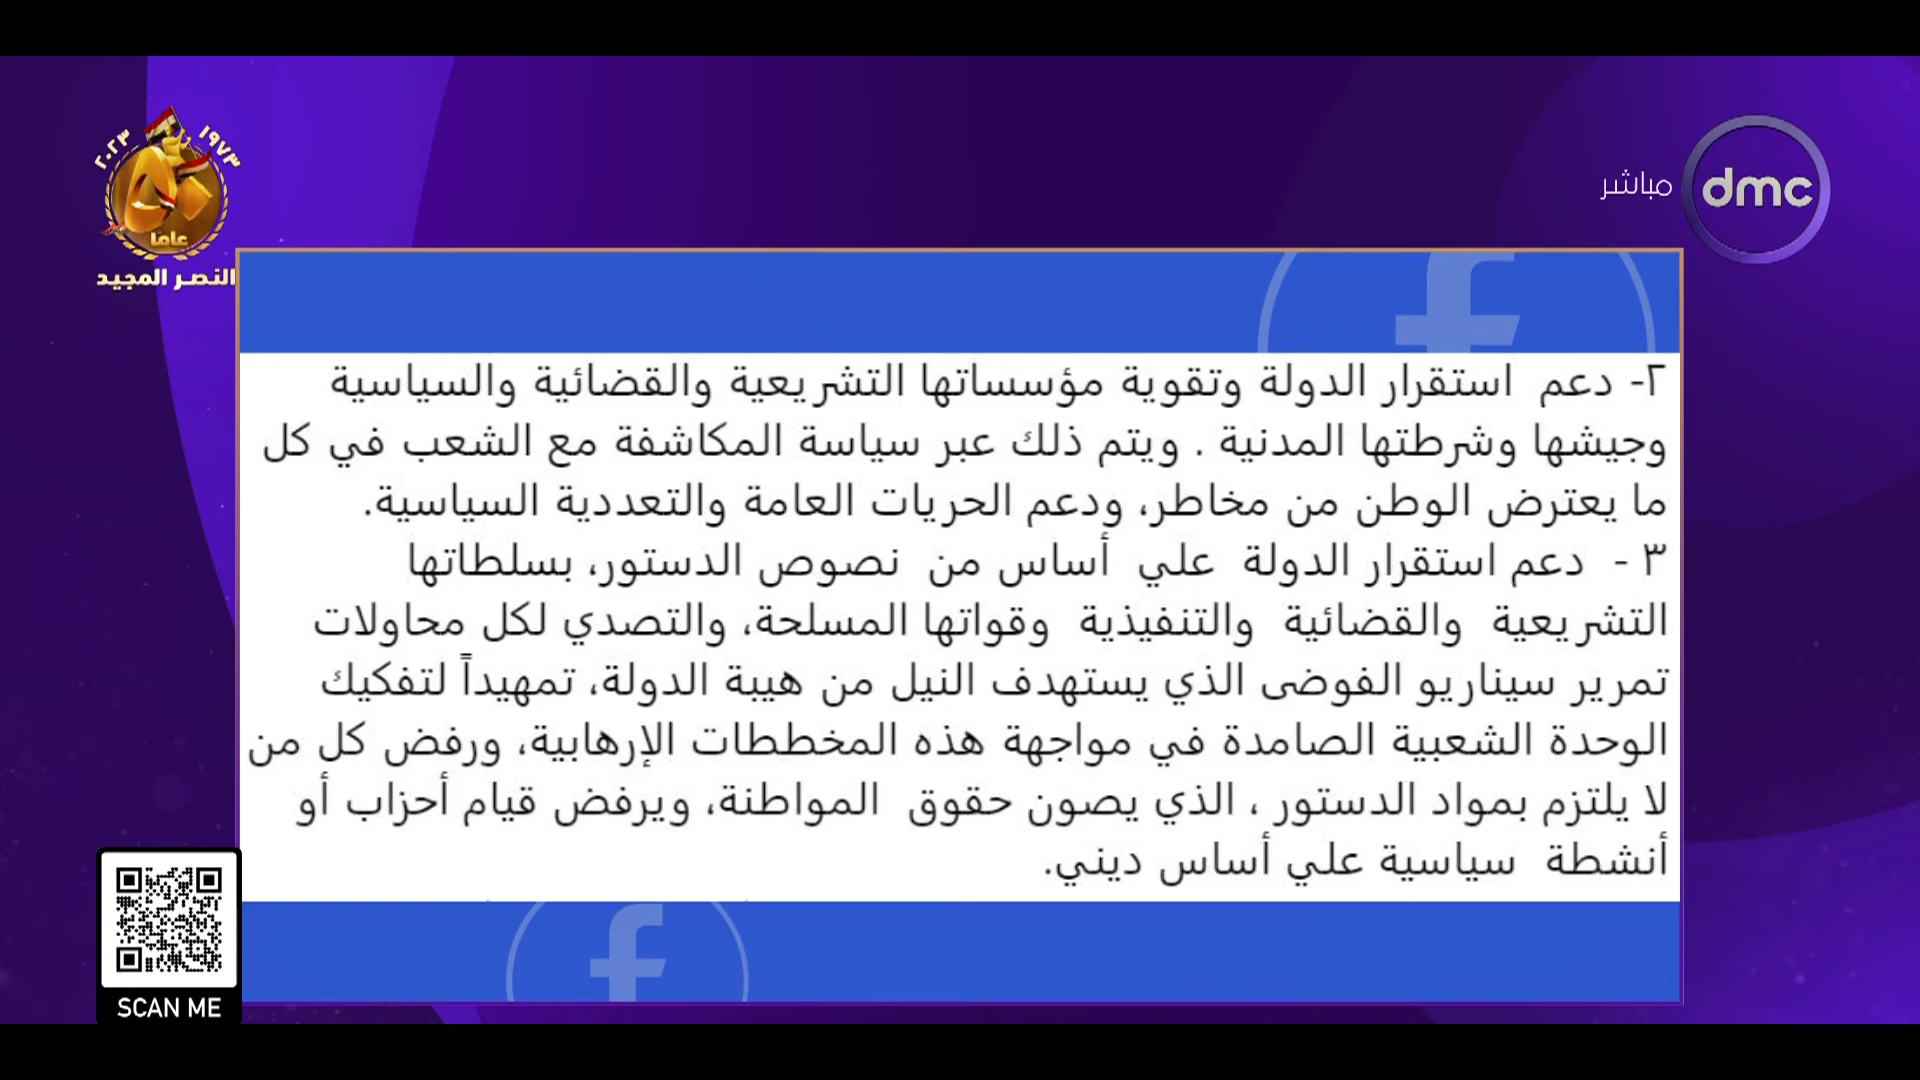 ١٩٧٣
٢٠٢٣
٥٠
عامًا
النصر المجيد
مباشر
dmc
٢- دعم استقرار الدولة وتقوية مؤسساتها التشريعية والقضائية والسياسية
وجيشها وشرطتها المدنية . ويتم ذلك عبر سياسة المكاشفة مع الشعب في كل
ما يعترض الوطن من مخاطر، ودعم الحريات العامة والتعددية السياسية.
٣ - دعم استقرار الدولة علي أساس من نصوص الدستور، بسلطاتها
التشريعية والقضائية والتنفيذية وقواتها المسلحة، والتصدي لكل محاولات
تمرير سيناريو الفوضى الذي يستهدف النيل من هيبة الدولة، تمهيداً لتفكيك
الوحدة الشعبية الصامدة في مواجهة هذه المخططات الإرهابية، ورفض كل من
لا يلتزم بمواد الدستور ، الذي يصون حقوق المواطنة، ويرفض قيام أحزاب أو
أنشطة سياسية علي أساس ديني.
SCAN ME